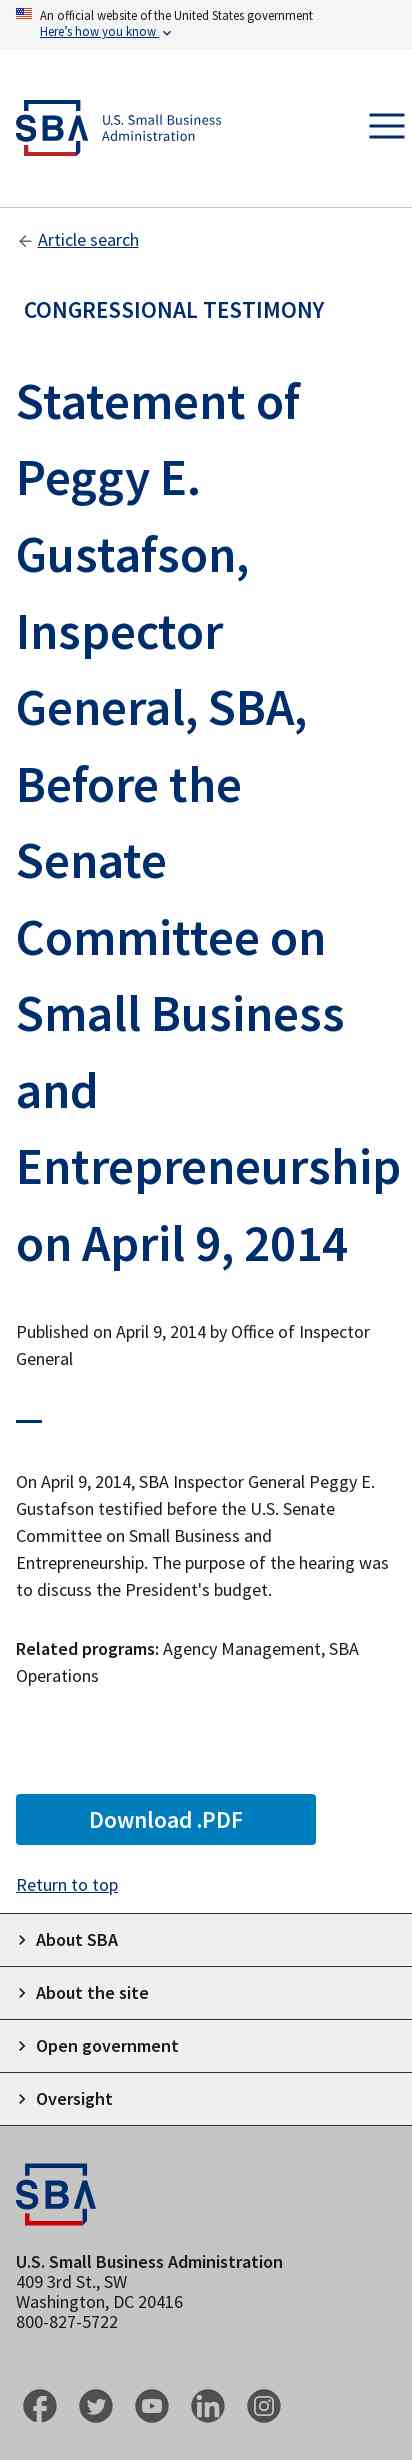 An official website of the United States government
Here's how you know
SBA
U.S. Small Business
Administration
Article search
CONGRESSIONAL TESTIMONY
Statement of
Peggy E.
Gustafson,
Inspector
General, SBA,
Before the
Senate
Committee on
Small Business
and
Entrepreneurship
on April 9, 2014
Published on April 9, 2014 by Office of Inspector
General
On April 9, 2014, SBA Inspector General Peggy E.
Gustafson testified before the U.S. Senate
Committee on Small Business and
Entrepreneurship. The purpose of the hearing was
to discuss the President's budget.
Related programs: Agency Management, SBA
Operations
Download .PDF
Return to top
About SBA
About the site
Open government
Oversight
SBA
U.S. Small Business Administration
409 3rd St., SW
Washington, DC 20416
800-827-5722